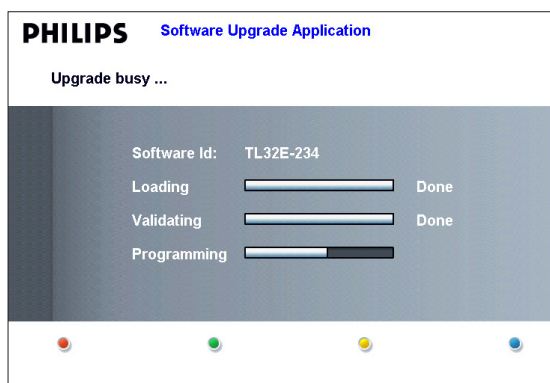 PHILIPS Software Upgrade Application
Upgrade busy ...
Software Id: TL32E-234
Loading Done
Validating Done
Programming